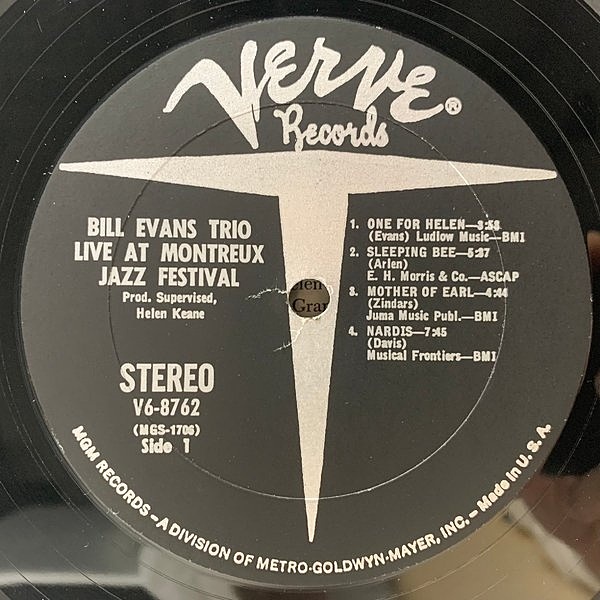 VERVE®
Records
BILL EVANS TRIO
LIVE AT MONTREUX
JAZZ FESTIVAL
Prod. Supervised,
Helen Keane
STEREO
V6-8762
(MGS-1706)
Side 1
1. ONE FOR HELEN—3:58
(Evans) Ludlow Music—BMI
2. SLEEPING BEE—5:27
(Arlen)
E. H. Morris & Co.—ASCAP
3. MOTHER OF EARL—4:44
(Zindars)
Juma Music Publ.—BMI
4. NARDIS—7:45
(Davis)
Musical Frontiers—BMI
MGM RECORDS – A DIVISION OF METRO-GOLDWYN-MAYER, INC. – Made in U. S. A.